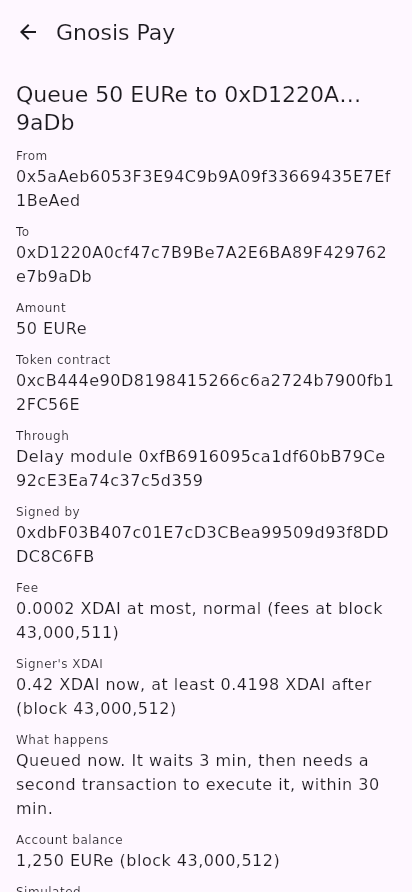 Gnosis Pay
Queue 50 EURe to 0xD1220A…
9aDb
From
0x5aAeb6053F3E94C9b9A09f33669435E7Ef
1BeAed
To
0xD1220A0cf47c7B9Be7A2E6BA89F429762
e7b9aDb
Amount
50 EURe
Token contract
0xcB444e90D8198415266c6a2724b7900fb1
2FC56E
Through
Delay module 0xfB6916095ca1df60bB79Ce
92cE3Ea74c37c5d359
Signed by
0xdbF03B407c01E7cD3CBea99509d93f8DD
DC8C6FB
Fee
0.0002 XDAI at most, normal (fees at block
43,000,511)
Signer's XDAI
0.42 XDAI now, at least 0.4198 XDAI after
(block 43,000,512)
What happens
Queued now. It waits 3 min, then needs a
second transaction to execute it, within 30
min.
Account balance
1,250 EURe (block 43,000,512)
Simulated